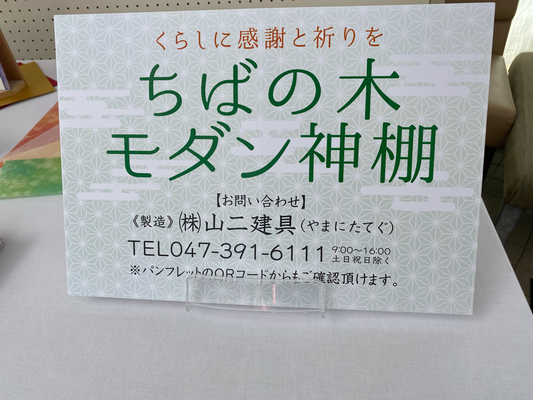 くらしに感謝と祈りを
ちばの木
モダン神棚
【お問い合わせ】
《製造》㈱山二建具(やまにたてぐ)
TEL047-391-6111 9:00〜16:00
土日祝日除く
※パンフレットのQRコードからもご確認頂けます。